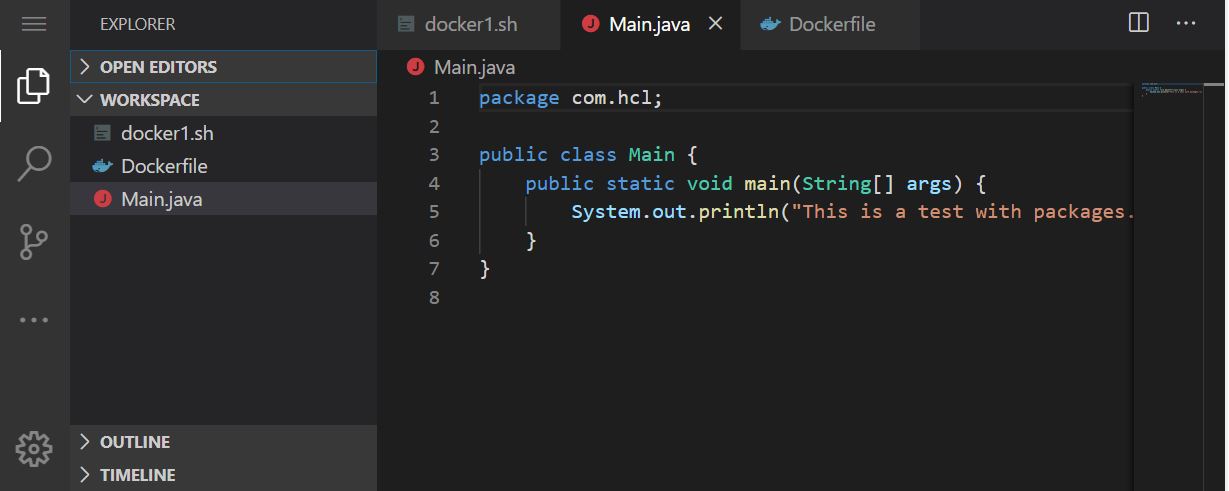 EXPLORER
OPEN EDITORS
WORKSPACE
docker1.sh
Dockerfile
Main.java
OUTLINE
TIMELINE
docker1.sh Main.java Dockerfile
Main.java
1 package com.hcl;
2
3 public class Main {
4 public static void main(String[] args) {
5 System.out.println("This is a test with packages.
6 }
7 }
8